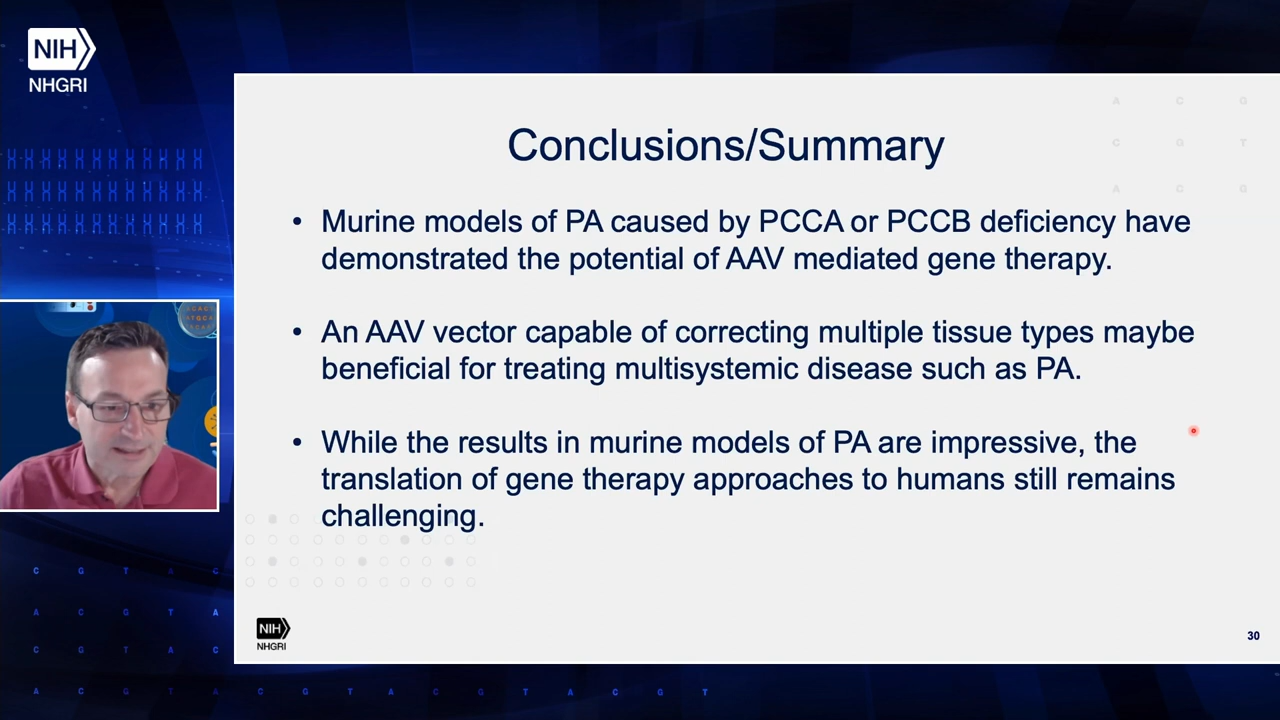 NIH
NHGRI
A C G
C G T
A C G
Conclusions/Summary
• Murine models of PA caused by PCCA or PCCB deficiency have
demonstrated the potential of AAV mediated gene therapy.
• An AAV vector capable of correcting multiple tissue types maybe
beneficial for treating multisystemic disease such as PA.
• While the results in murine models of PA are impressive, the
translation of gene therapy approaches to humans still remains
challenging.
NIH
NHGRI
30
C G T A C
A C G T A
C G T A C
A C G T A C G T A C G T A C G T